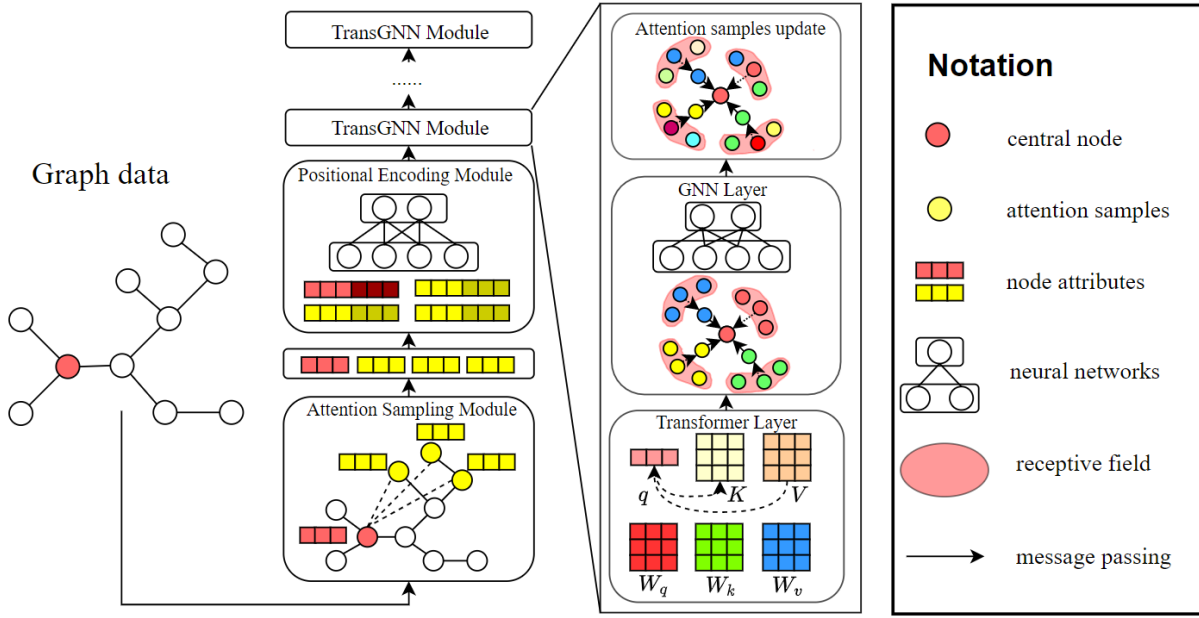 Graph data
TransGNN Module
......
TransGNN Module
Positional Encoding Module
Attention Sampling Module
Attention samples update
GNN Layer
Transformer Layer
q K V
W_q W_k W_v
Notation
central node
attention samples
node attributes
neural networks
receptive field
message passing